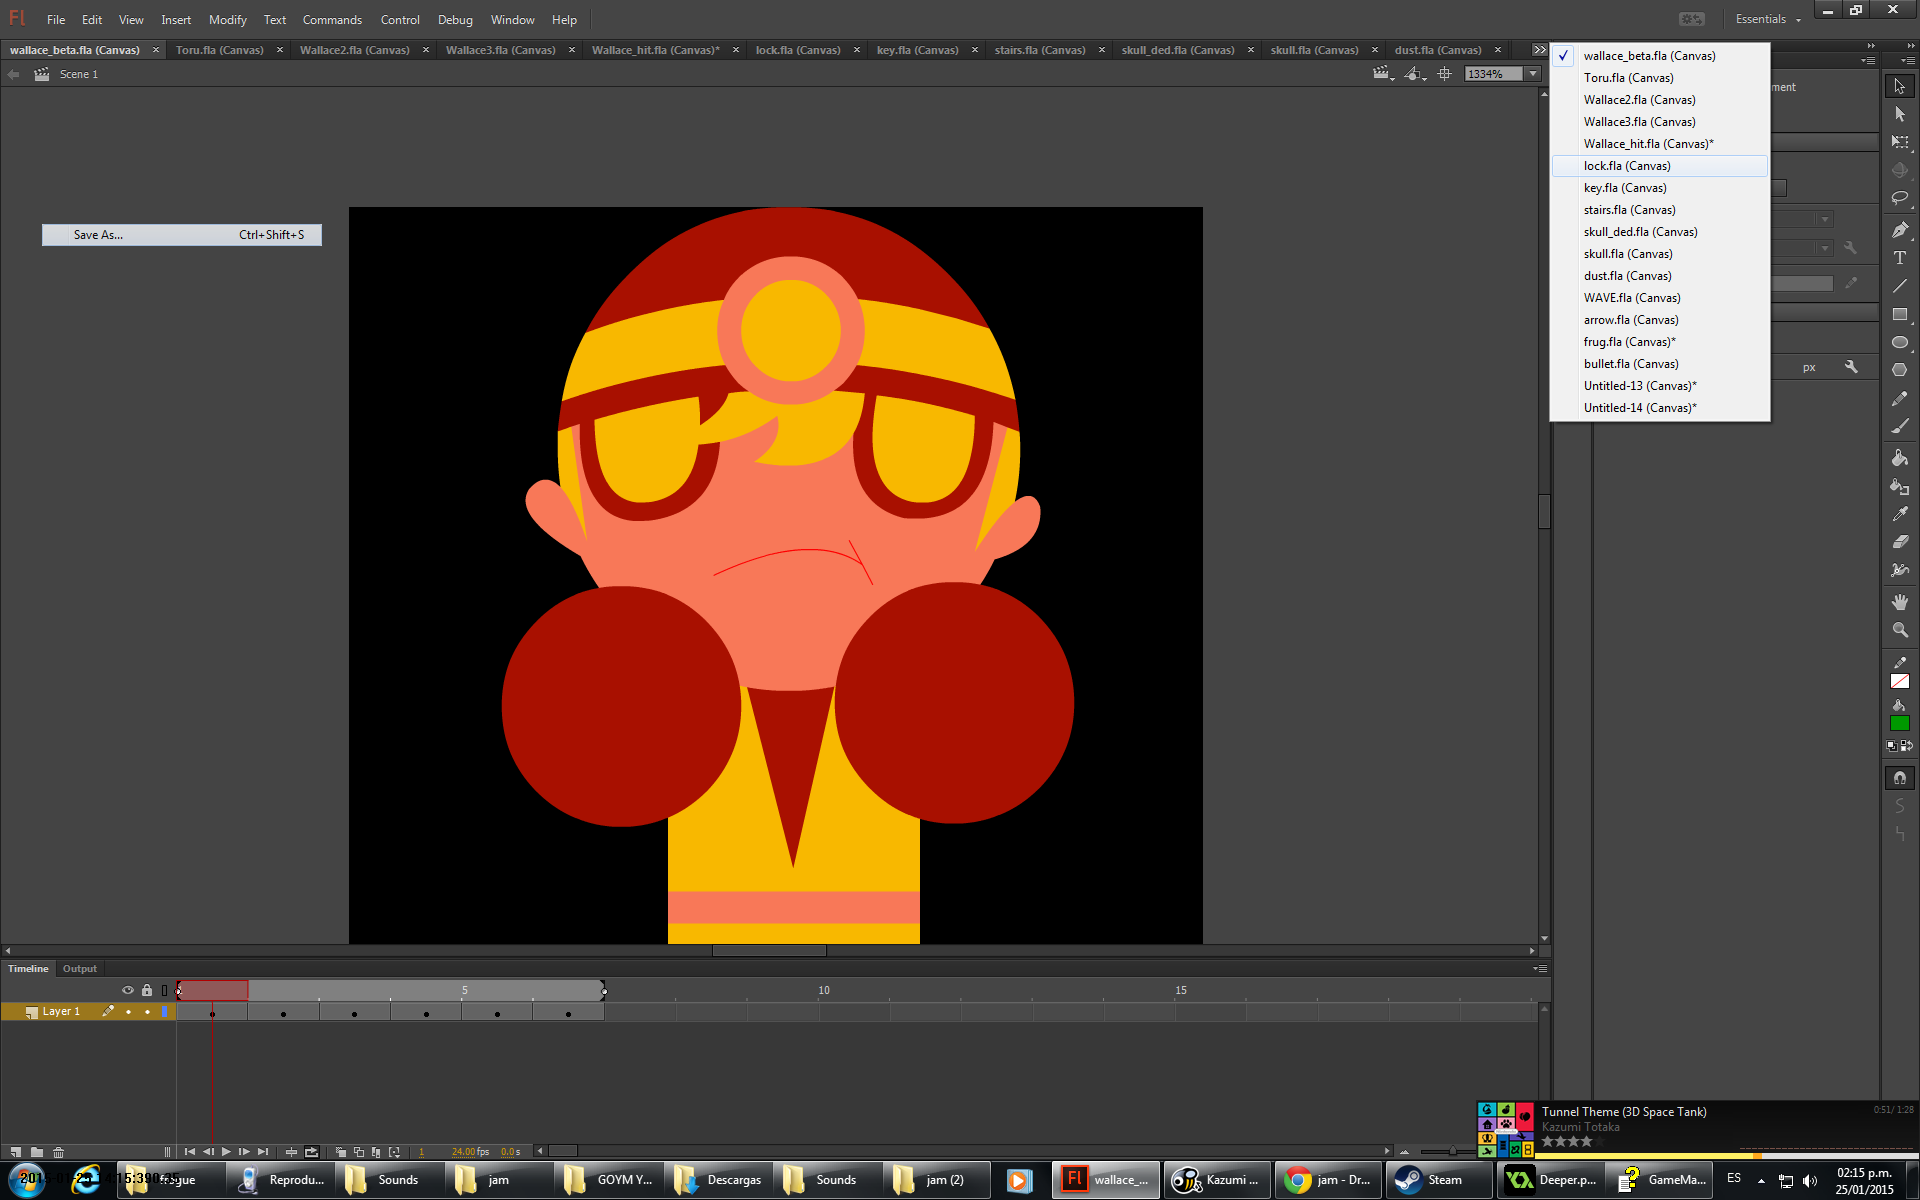 Fl File Edit View Insert Modify Text Commands Control Debug Window Help Essentials
wallace_beta.fla (Canvas) × Toru.fla (Canvas) × Wallace2.fla (Canvas) × Wallace3.fla (Canvas) × Wallace_hit.fla (Canvas)* × lock.fla (Canvas) × key.fla (Canvas) × stairs.fla (Canvas) × skull_ded.fla (Canvas) × skull.fla (Canvas) × dust.fla (Canvas) ×
Scene 1
1334%
wallace_beta.fla (Canvas)
Toru.fla (Canvas)
Wallace2.fla (Canvas)
Wallace3.fla (Canvas)
Wallace_hit.fla (Canvas)*
lock.fla (Canvas)
key.fla (Canvas)
stairs.fla (Canvas)
skull_ded.fla (Canvas)
skull.fla (Canvas)
dust.fla (Canvas)
WAVE.fla (Canvas)
arrow.fla (Canvas)
frug.fla (Canvas)*
bullet.fla (Canvas)
Untitled-13 (Canvas)*
Untitled-14 (Canvas)*
ment
px
Save As... Ctrl+Shift+S
Timeline Output
5 10 15
Layer 1
1 24.00 fps 0.0 s
Tunnel Theme (3D Space Tank) 0:51/ 1:28
Kazumi Totaka
Reprodu... Sounds jam GOYM Y... Descargas Sounds jam (2) Fl wallace_... Kazumi ... jam - Dr... Steam Deeper.p... GameMa... ES
02:15 p.m.
25/01/2015